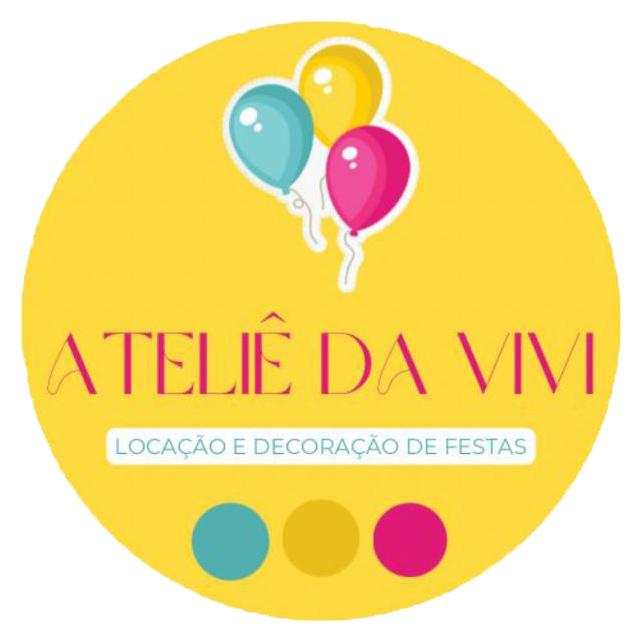 ATELIÊ DA VIVI
LOCAÇÃO E DECORAÇÃO DE FESTAS